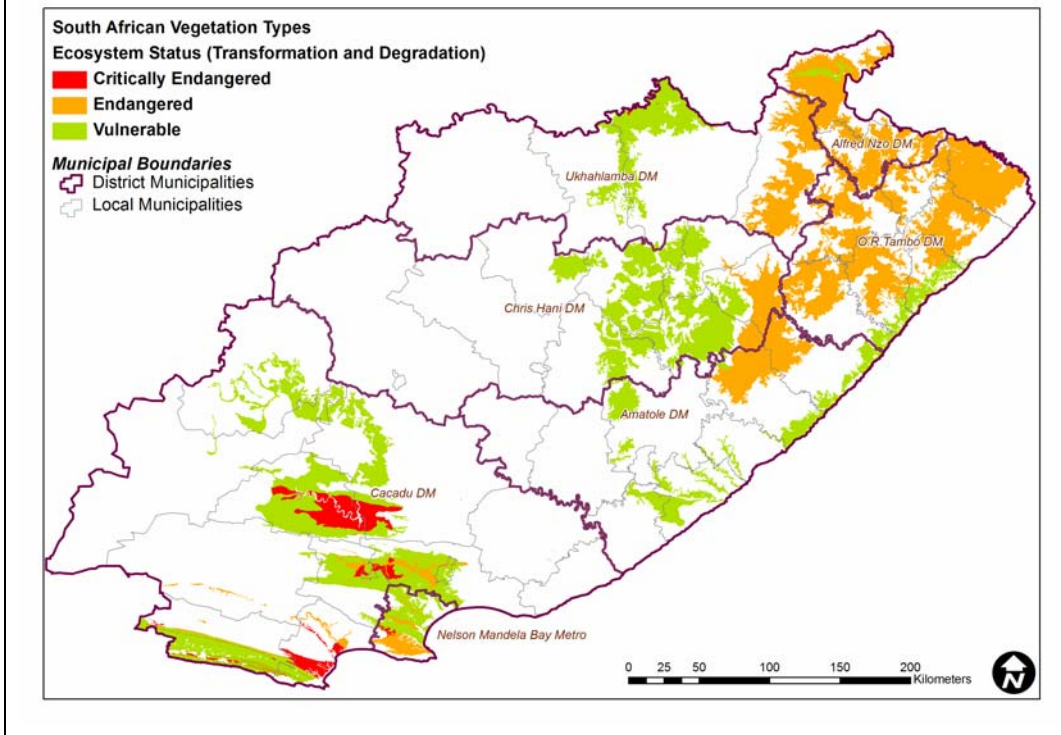 South African Vegetation Types
Ecosystem Status (Transformation and Degradation)
Critically Endangered
Endangered
Vulnerable
Municipal Boundaries
District Municipalities
Local Municipalities
Alfred Nzo DM
Ukhahlamba DM
O.R.Tambo DM
Chris Hani DM
Amatole DM
Cacadu DM
Nelson Mandela Bay Metro
0 25 50 100 150 200
Kilometers
N